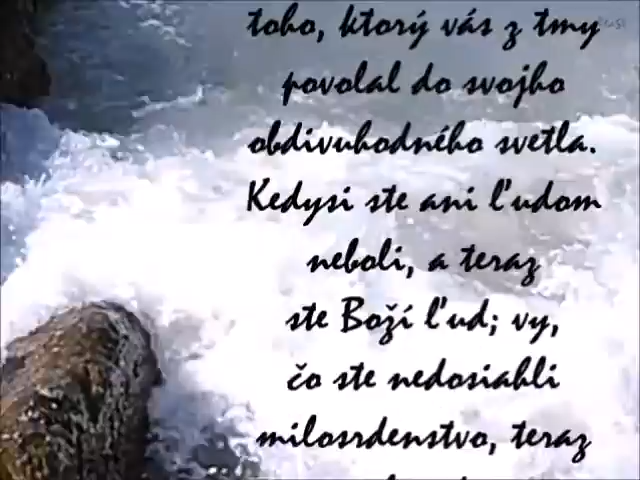 toho, ktorý vás z tmy
povolal do svojho
obdivuhodného svetla.
Kedysi ste ani ľudom
neboli, a teraz
ste Boží ľud; vy,
čo ste nedosiahli
milosrdenstvo, teraz